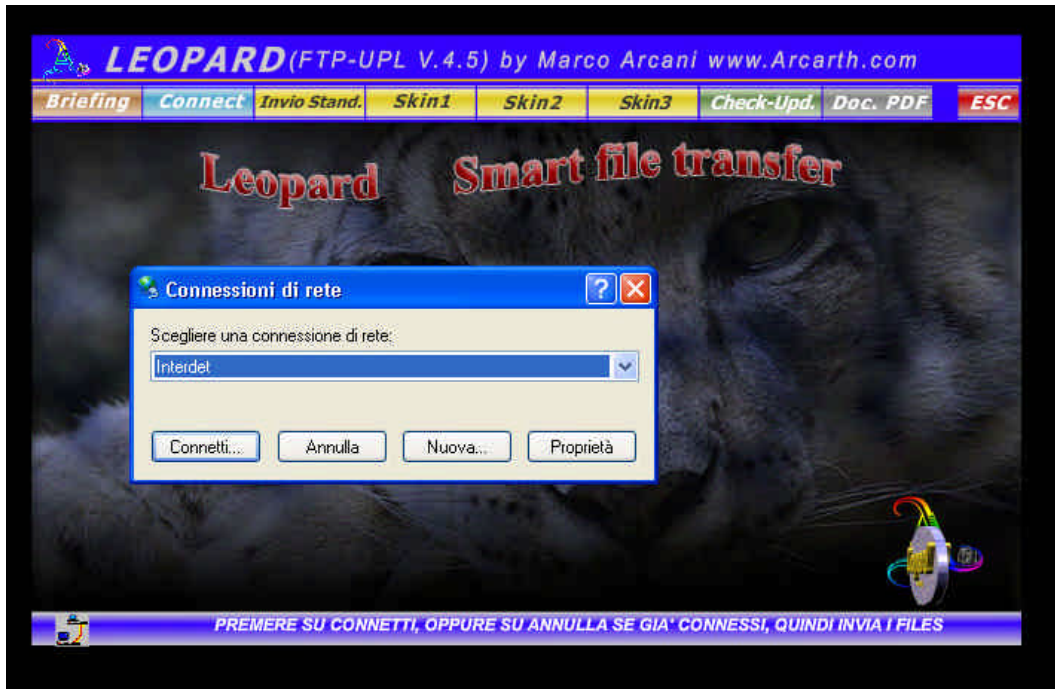 LEOPARD (FTP-UPL V.4.5) by Marco Arcani www.Arcarth.com
Briefing Connect Invio Stand. Skin1 Skin2 Skin3 Check-Upd. Doc. PDF ESC
Leopard Smart file transfer
Connessioni di rete
Scegliere una connessione di rete:
Interdet
Connetti... Annulla Nuova... Proprietà
PREMERE SU CONNETTI, OPPURE SU ANNULLA SE GIA' CONNESSI, QUINDI INVIA I FILES